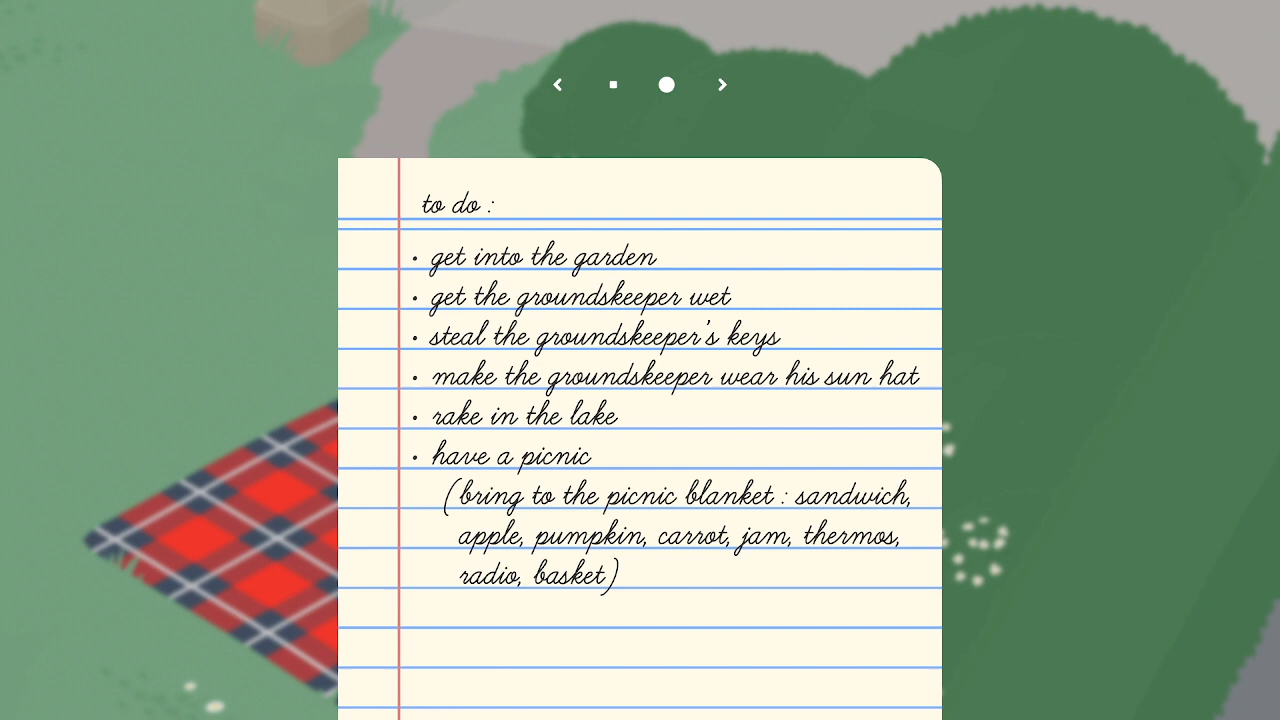 to do :
• get into the garden
• get the groundskeeper wet
• steal the groundskeeper's keys
• make the groundskeeper wear his sun hat
• rake in the lake
• have a picnic
(bring to the picnic blanket : sandwich,
apple, pumpkin, carrot, jam, thermos,
radio, basket)